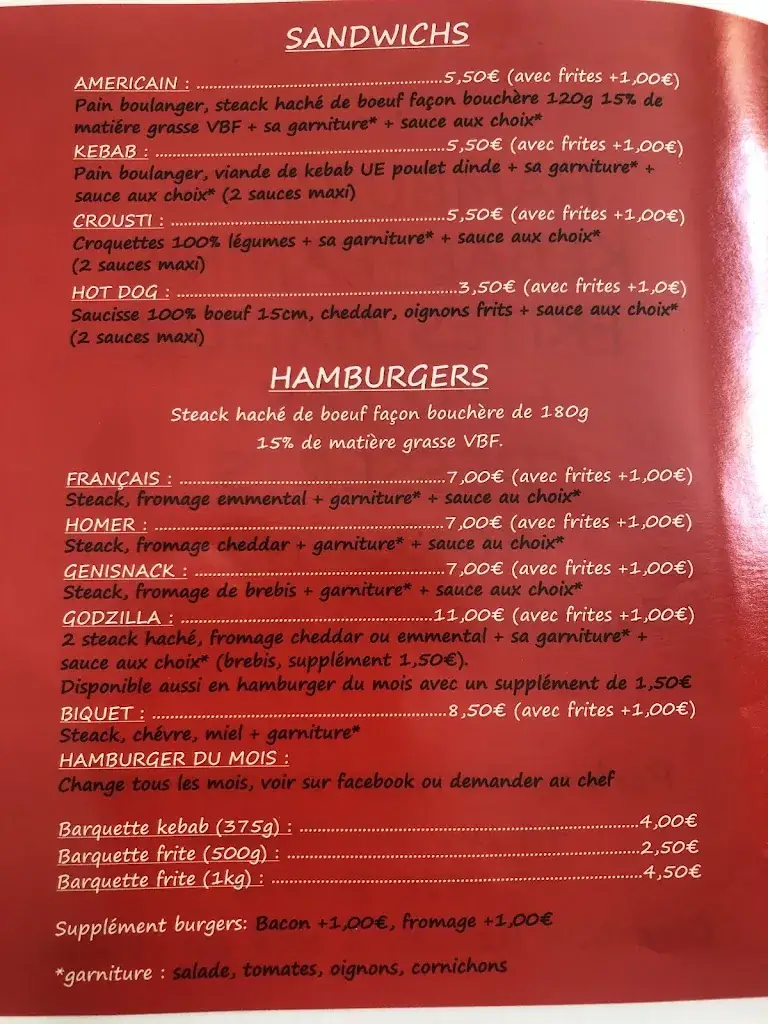 SANDWICHS
AMERICAIN : ..........5,50€ (avec frites +1,00€)
Pain boulanger, steack haché de boeuf façon bouchère 120g 15% de
matiére grasse VBF + sa garniture* + sauce aux choix*
KEBAB : ..........5,50€ (avec frites +1,00€)
Pain boulanger, viande de kebab UE poulet dinde + sa garniture* +
sauce aux choix* (2 sauces maxi)
CROUSTI : ..........5,50€ (avec frites +1,00€)
Croquettes 100% légumes + sa garniture* + sauce aux choix*
(2 sauces maxi)
HOT DOG : ..........3,50€ (avec frites +1,0€)
Saucisse 100% boeuf 15cm, cheddar, oignons frits + sauce aux choix*
(2 sauces maxi)
HAMBURGERS
Steack haché de boeuf façon bouchère de 180g
15% de matière grasse VBF.
FRANÇAIS : ..........7,00€ (avec frites +1,00€)
Steack, fromage emmental + garniture* + sauce au choix*
HOMER : ..........7,00€ (avec frites +1,00€)
Steack, fromage cheddar + garniture* + sauce au choix*
GENISNACK : ..........7,00€ (avec frites +1,00€)
Steack, fromage de brebis + garniture* + sauce aux choix*
GODZILLA : ..........11,00€ (avec frites +1,00€)
2 steack haché, fromage cheddar ou emmental + sa garniture* +
sauce aux choix* (brebis, supplément 1,50€).
Disponible aussi en hamburger du mois avec un supplément de 1,50€
BIQUET : ..........8,50€ (avec frites +1,00€)
Steack, chévre, miel + garniture*
HAMBURGER DU MOIS :
Change tous les mois, voir sur facebook ou demander au chef
Barquette kebab (375g) : ..........4,00€
Barquette frite (500g) : ..........2,50€
Barquette frite (1kg) : ..........4,50€
Supplément burgers: Bacon +1,00€, fromage +1,00€
*garniture : salade, tomates, oignons, cornichons